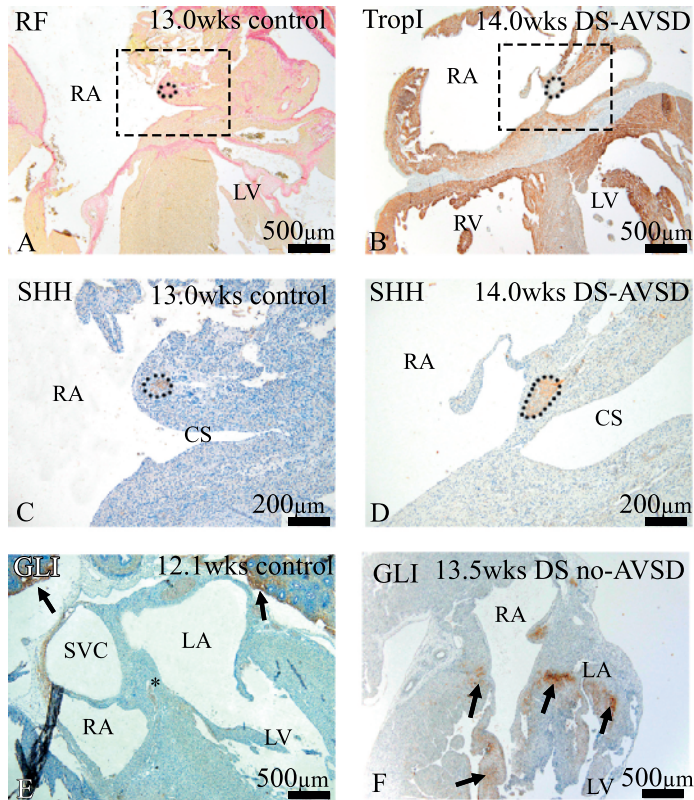 RF 13.0wks control
RA
LV
A 500µm
TropI 14.0wks DS-AVSD
RA
RV LV
B 500µm
SHH 13.0wks control
RA
CS
C 200µm
SHH 14.0wks DS-AVSD
RA
CS
D 200µm
GLI 12.1wks control
SVC LA
*
RA
LV
E 500µm
GLI 13.5wks DS no-AVSD
RA
LA
LV
F 500µm